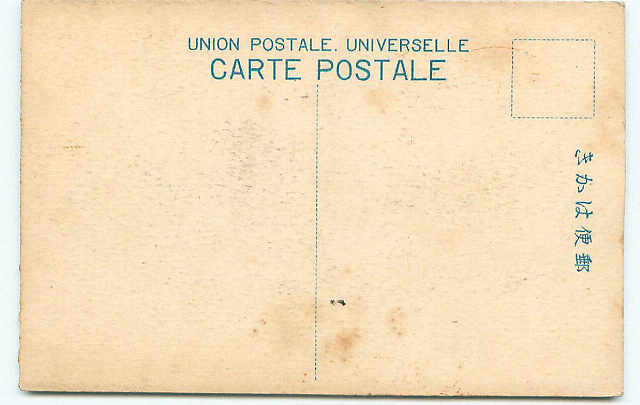 UNION POSTALE. UNIVERSELLE
CARTE POSTALE
郵便はかき